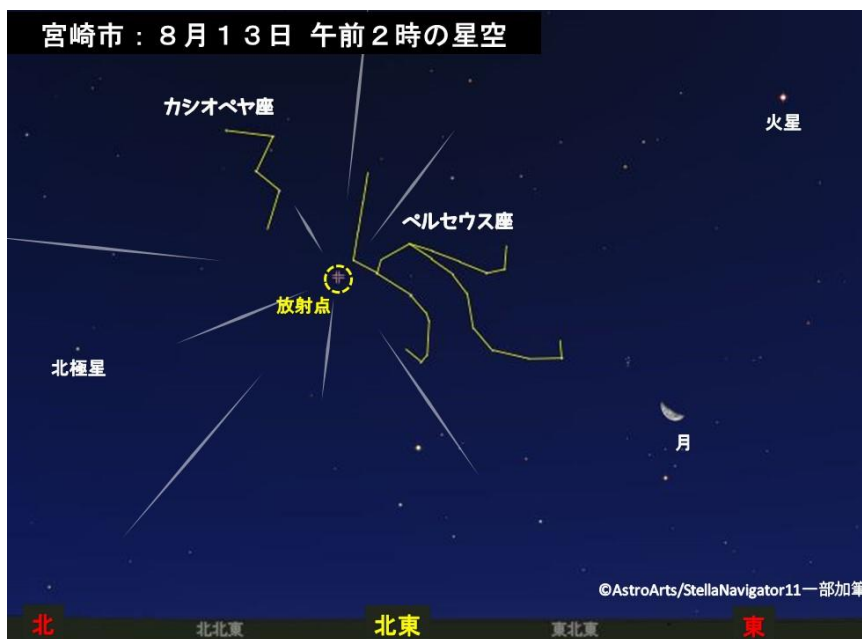 宮崎市：８月１３日 午前２時の星空
カシオペヤ座
火星
ペルセウス座
放射点
北極星
月
©AstroArts/StellaNavigator11一部加筆
北
北北東
北東
東北東
東